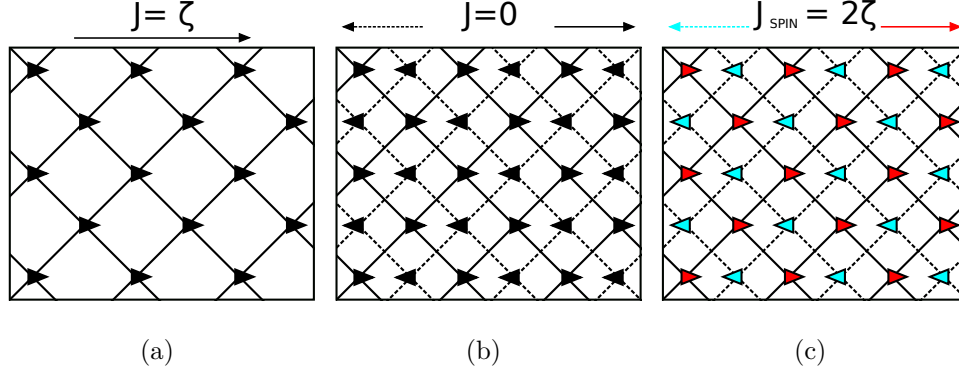 J= ζ
J=0
J SPIN = 2ζ
(a)
(b)
(c)